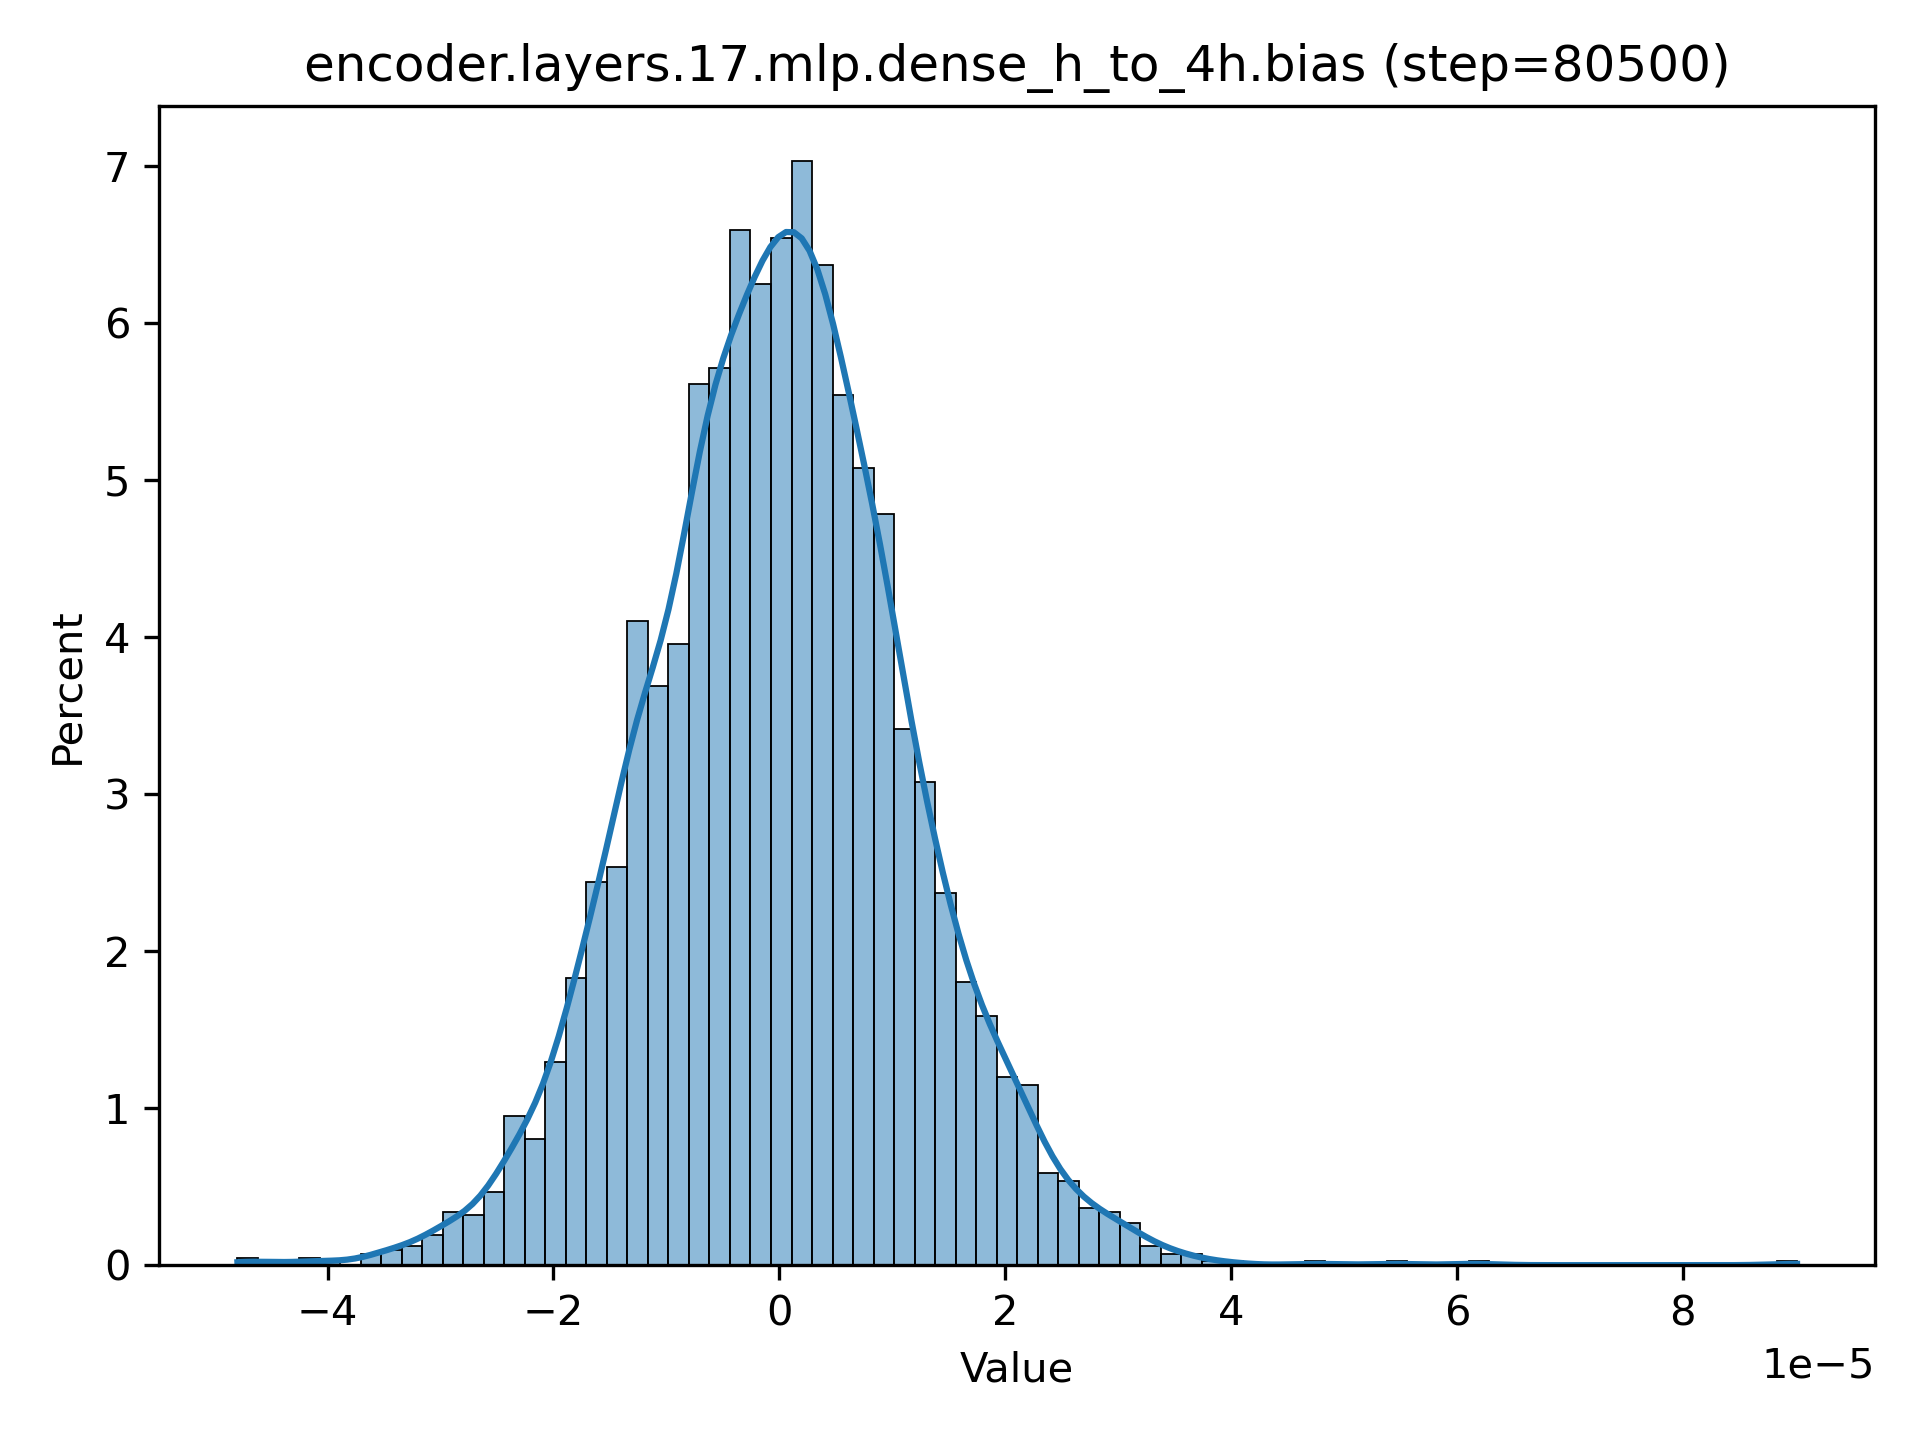 encoder.layers.17.mlp.dense_h_to_4h.bias (step=80500)
7
6
5
4
3
2
1
0
Percent
−4 −2 0 2 4 6 8
1e−5
Value